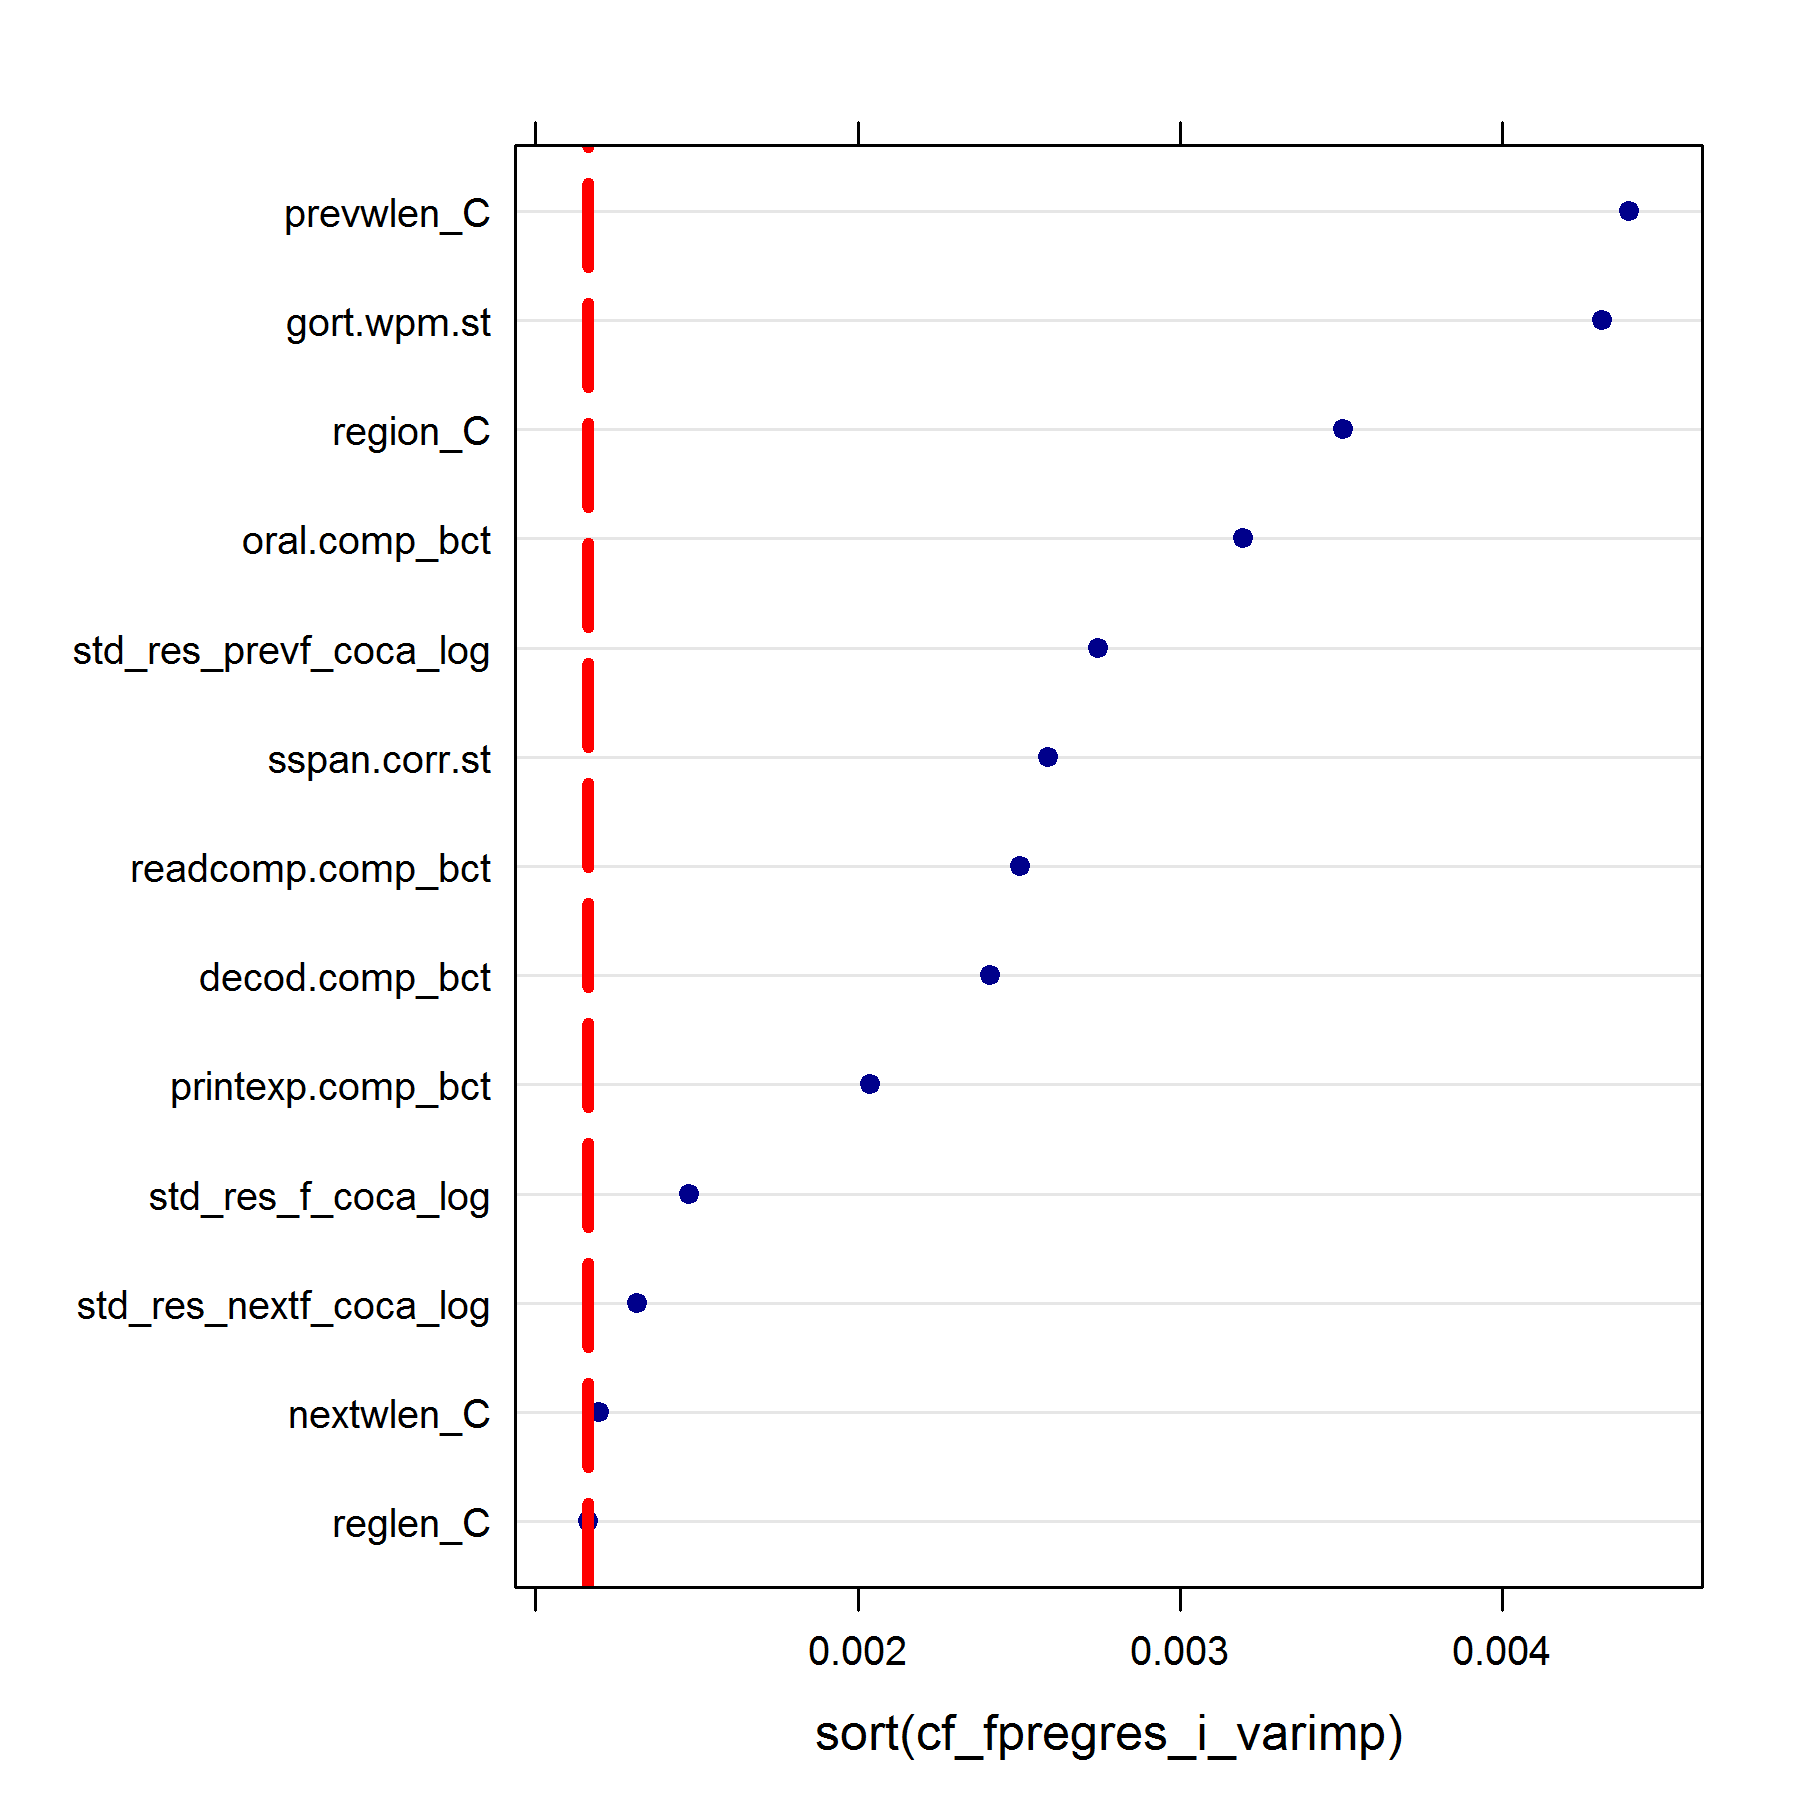 prevwlen_C
gort.wpm.st
region_C
oral.comp_bct
std_res_prevf_coca_log
sspan.corr.st
readcomp.comp_bct
decod.comp_bct
printexp.comp_bct
std_res_f_coca_log
std_res_nextf_coca_log
nextwlen_C
reglen_C
0.002 0.003 0.004
sort(cf_fpregres_i_varimp)